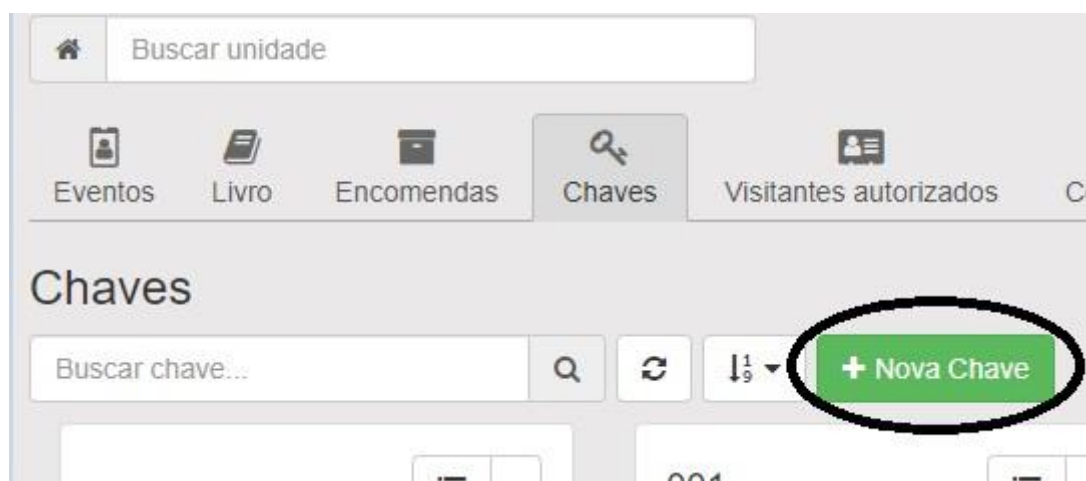 Buscar unidade
Eventos Livro Encomendas Chaves Visitantes autorizados
Chaves
Buscar chave... + Nova Chave